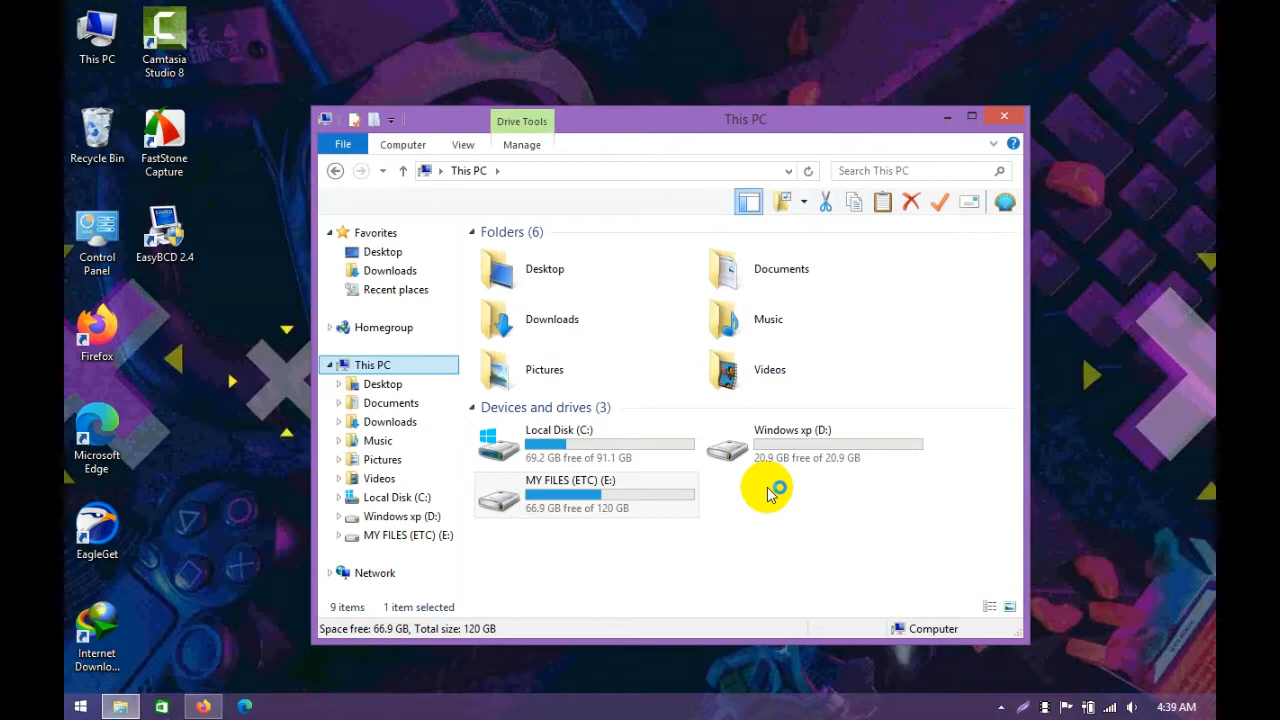 This PC
Camtasia
Studio 8
Recycle Bin
FastStone
Capture
Control
Panel
EasyBCD 2.4
Firefox
Microsoft
Edge
EagleGet
Internet
Downlo...
Drive Tools
This PC
File
Computer
View
Manage
This PC
Search This PC
Favorites
Desktop
Downloads
Recent places
Homegroup
This PC
Desktop
Documents
Downloads
Music
Pictures
Videos
Local Disk (C:)
Windows xp (D:)
MY FILES (ETC) (E:)
Network
Folders (6)
Desktop
Documents
Downloads
Music
Pictures
Videos
Devices and drives (3)
Local Disk (C:)
69.2 GB free of 91.1 GB
Windows xp (D:)
20.9 GB free of 20.9 GB
MY FILES (ETC) (E:)
66.9 GB free of 120 GB
9 items
1 item selected
Space free: 66.9 GB, Total size: 120 GB
Computer
4:39 AM